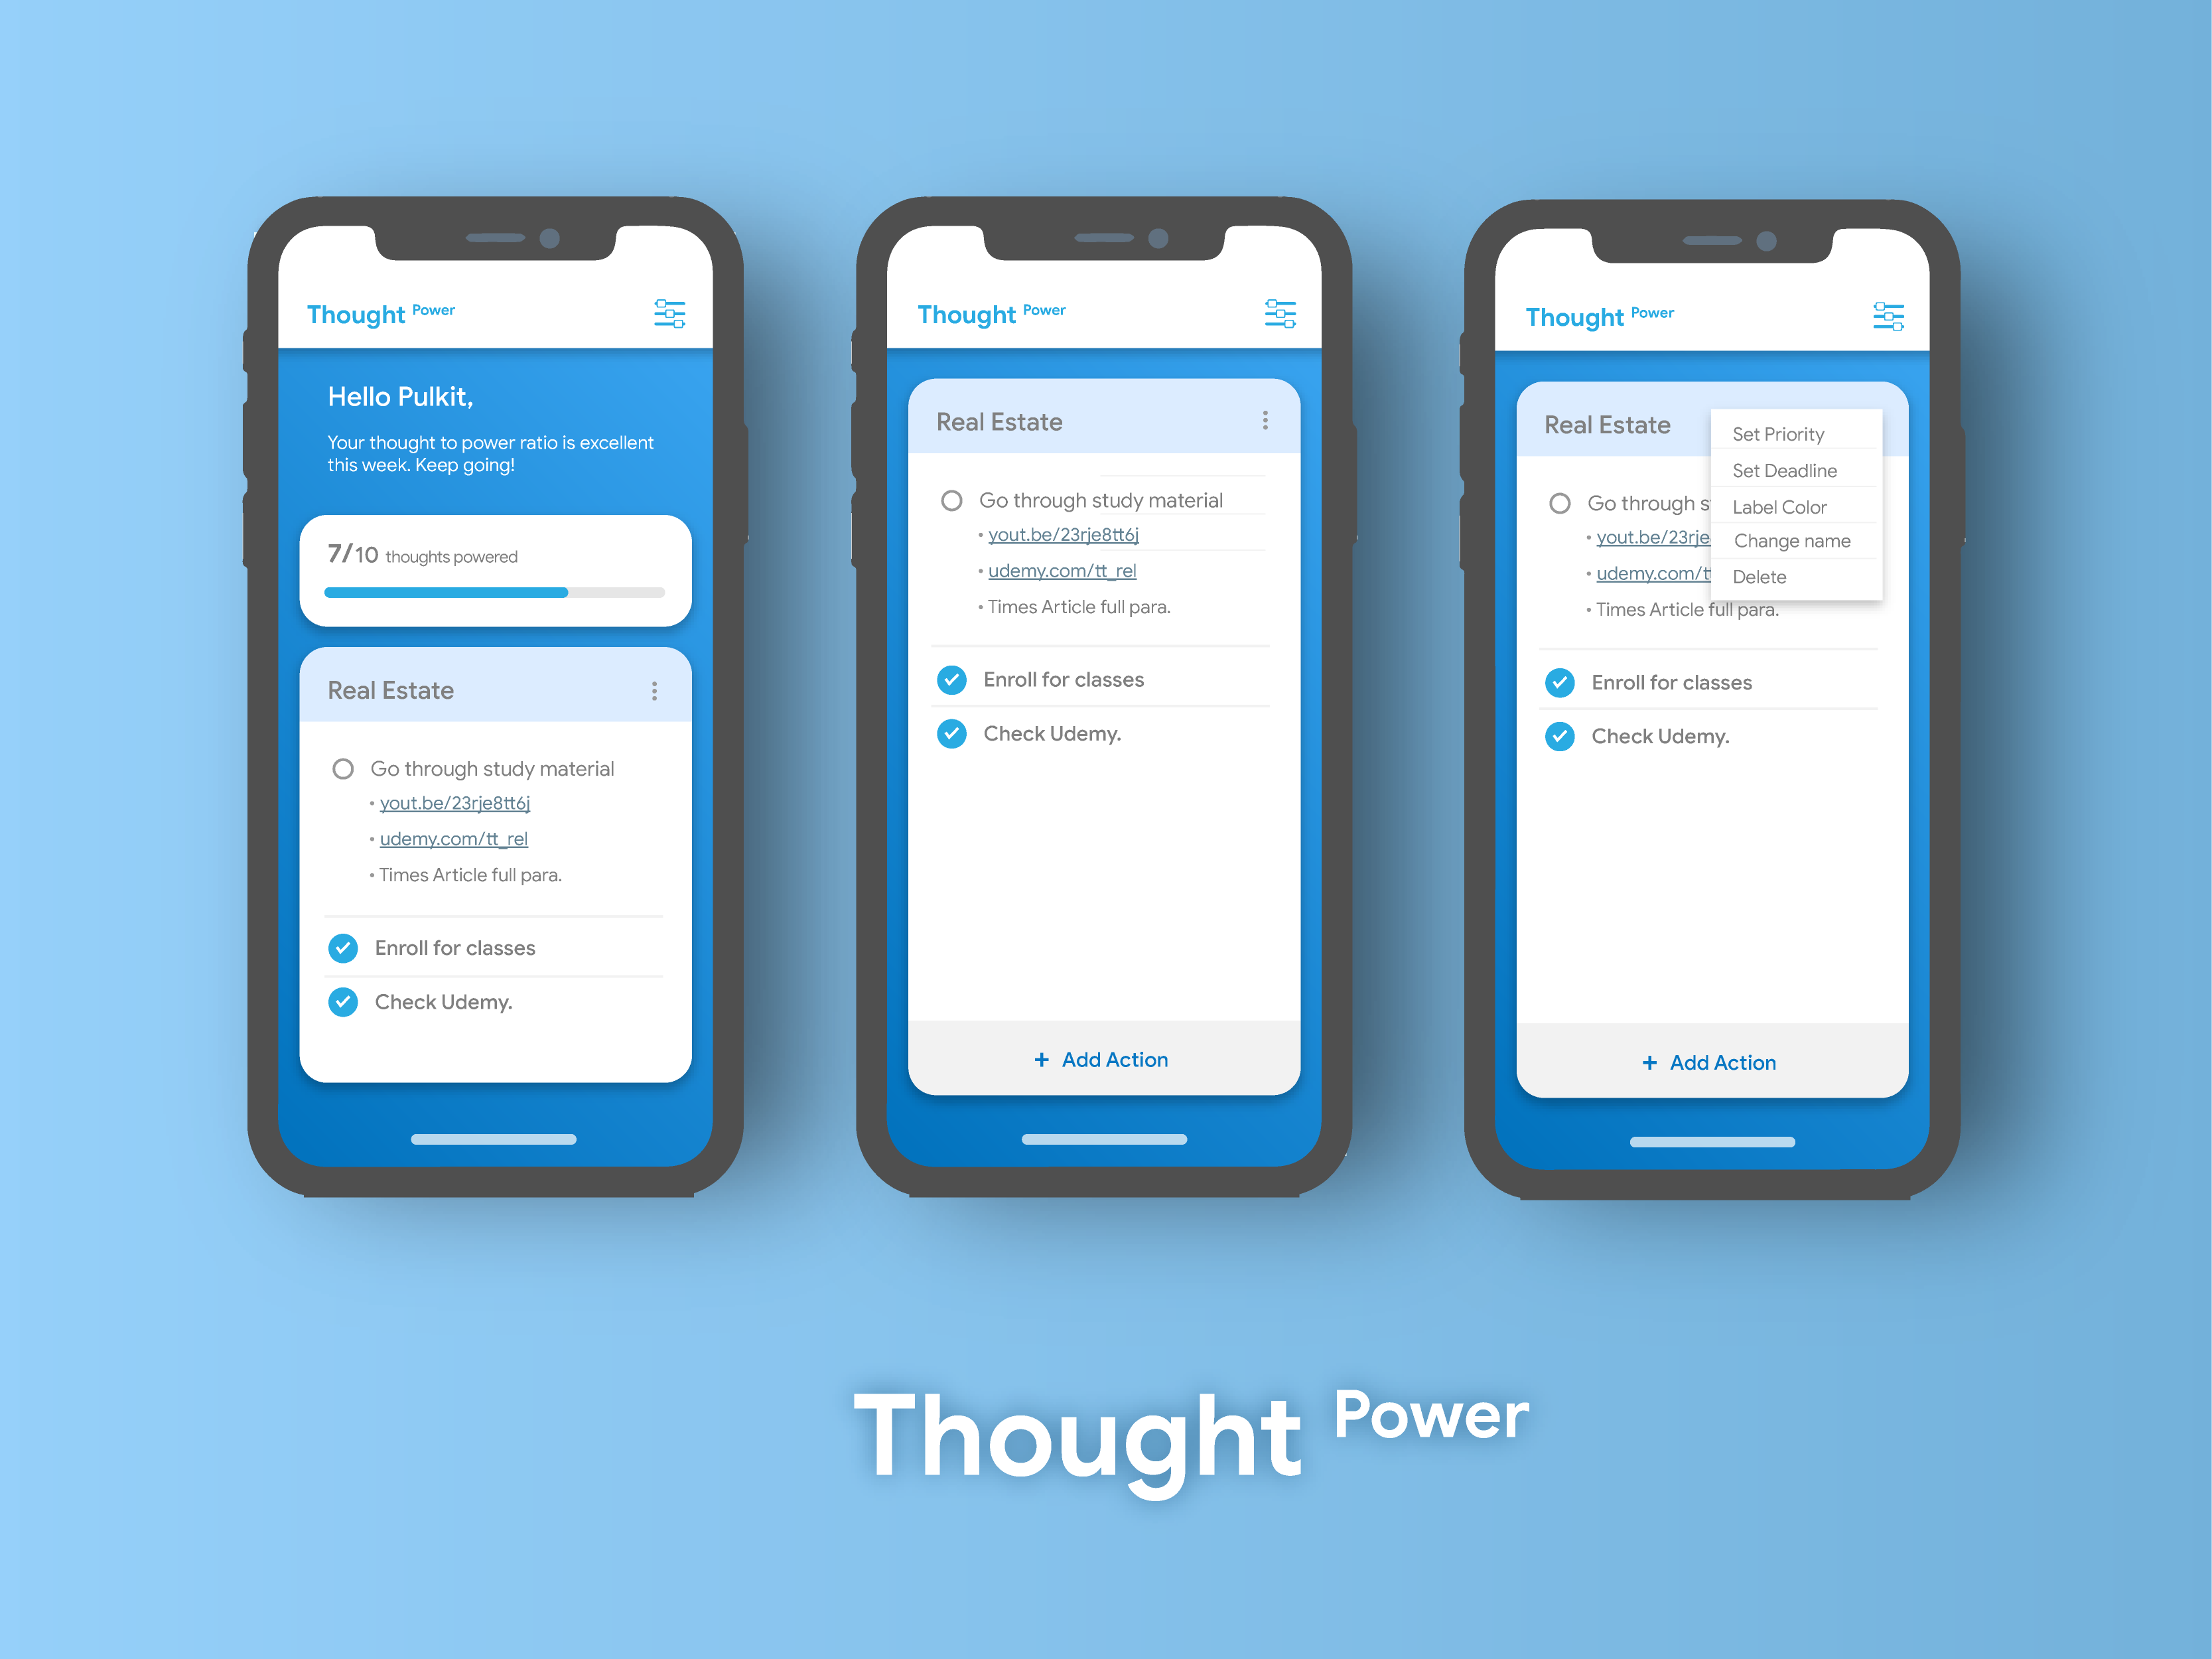 Thought Power
Hello Pulkit,
Your thought to power ratio is excellent
this week. Keep going!
7/10 thoughts powered
Real Estate
Go through study material
• yout.be/23rje8tt6j
• udemy.com/tt_rel
• Times Article full para.
Enroll for classes
Check Udemy.
Thought Power
Real Estate
Go through study material
• yout.be/23rje8tt6j
• udemy.com/tt_rel
• Times Article full para.
Enroll for classes
Check Udemy.
+ Add Action
Thought Power
Real Estate
Set Priority
Set Deadline
Label Color
Change name
Delete
Go through s
• yout.be/23rje
• udemy.com/tt
• Times Article full para.
Enroll for classes
Check Udemy.
+ Add Action
Thought Power